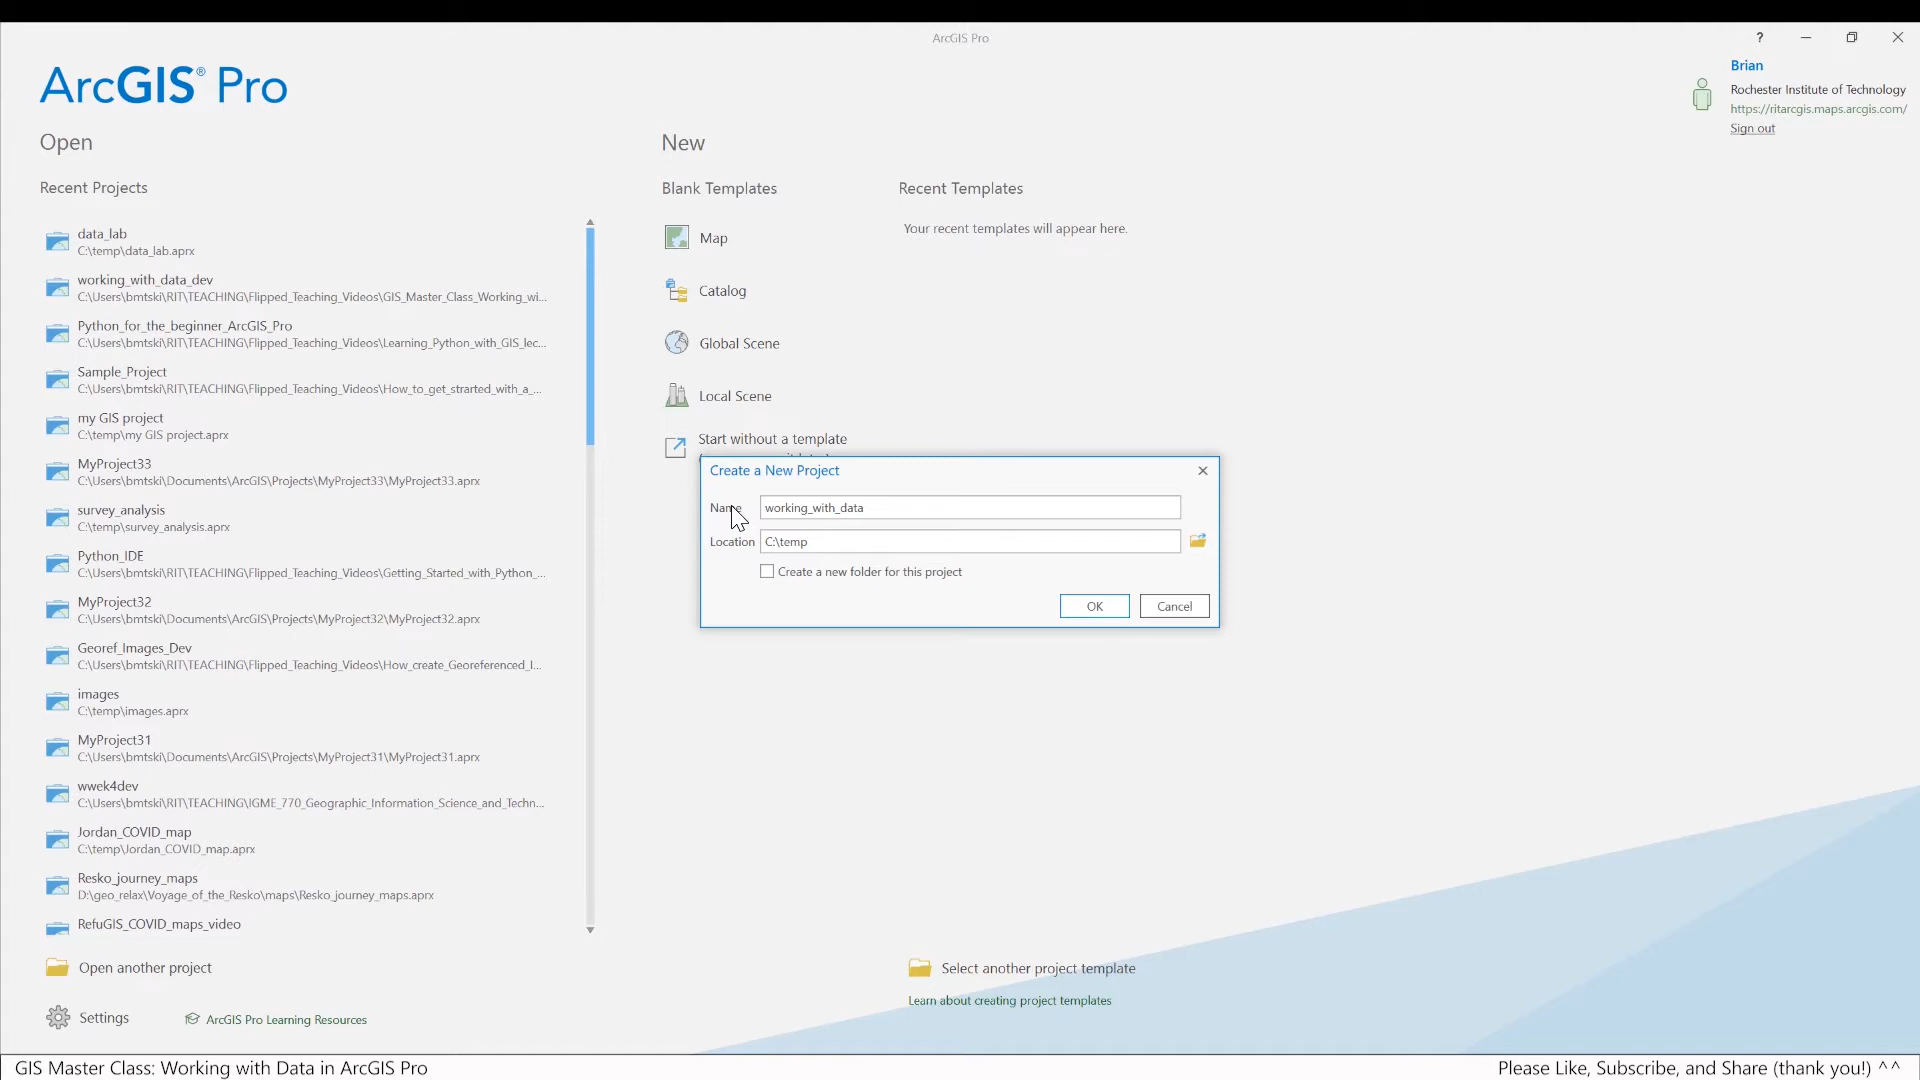 ArcGIS Pro
?
Brian
Rochester Institute of Technology
https://ritarcgis.maps.arcgis.com/
Sign out
ArcGIS® Pro
Open
Recent Projects
data_lab
C:\temp\data_lab.aprx
working_with_data_dev
C:\Users\bmtski\RIT\TEACHING\Flipped_Teaching_Videos\GIS_Master_Class_Working_wi...
Python_for_the_beginner_ArcGIS_Pro
C:\Users\bmtski\RIT\TEACHING\Flipped_Teaching_Videos\Learning_Python_with_GIS_lec...
Sample_Project
C:\Users\bmtski\RIT\TEACHING\Flipped_Teaching_Videos\How_to_get_strarted_with_a_...
my GIS project
C:\temp\my GIS project.aprx
MyProject33
C:\Users\bmtski\Documents\ArcGIS\Projects\MyProject33\MyProject33.aprx
survey_analysis
C:\temp\survey_analysis.aprx
Python_IDE
C:\Users\bmtski\RIT\TEACHING\Flipped_Teaching_Videos\Getting_Started_with_Python_...
MyProject32
C:\Users\bmtski\Documents\ArcGIS\Projects\MyProject32\MyProject32.aprx
Georef_Images_Dev
C:\Users\bmtski\RIT\TEACHING\Flipped_Teaching_Videos\How_create_Georeferenced_I...
images
C:\temp\images.aprx
MyProject31
C:\Users\bmtski\Documents\ArcGIS\Projects\MyProject31\MyProject31.aprx
wwek4dev
C:\Users\bmtski\RIT\TEACHING\IGME_770_Geographic_Information_Science_and_Techn...
Jordan_COVID_map
C:\temp\Jordan_COVID_map.aprx
Resko_journey_maps
D:\geo_relax\Voyage_of_the_Resko\maps\Resko_journey_maps.aprx
RefuGIS_COVID_maps_video
Open another project
Settings
ArcGIS Pro Learning Resources
New
Blank Templates
Map
Catalog
Global Scene
Local Scene
Start without a template
Recent Templates
Your recent templates will appear here.
Create a New Project
Name working_with_data
Location C:\temp
Create a new folder for this project
OK
Cancel
Select another project template
Learn about creating project templates
GIS Master Class: Working with Data in ArcGIS Pro
Please Like, Subscribe, and Share (thank you!) ^^